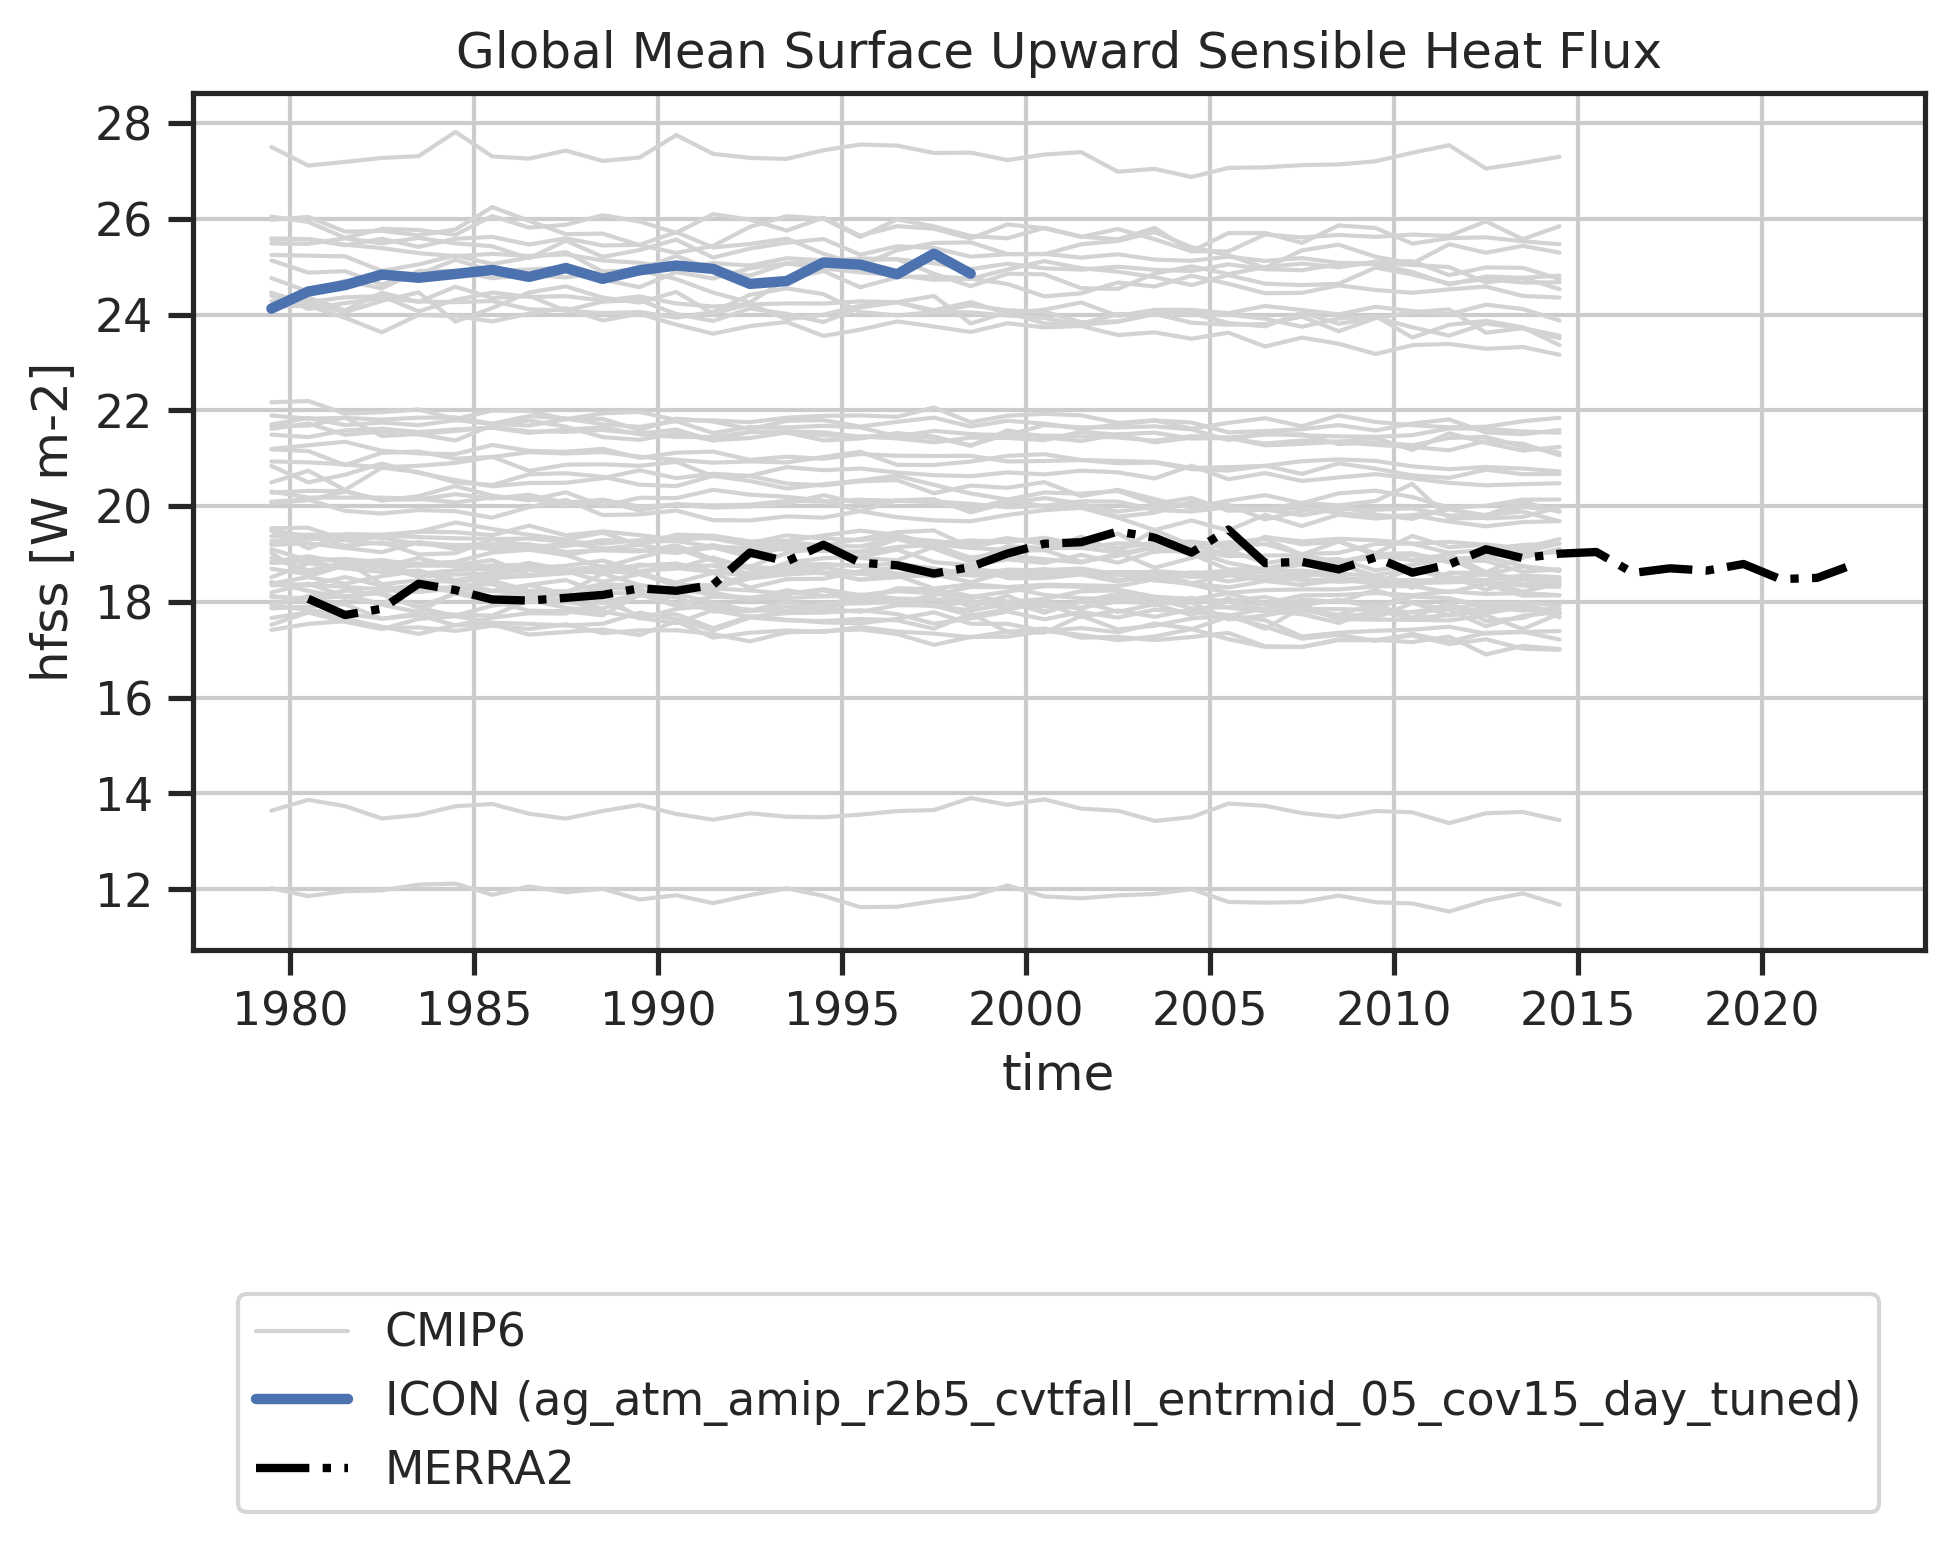 Global Mean Surface Upward Sensible Heat Flux
28
26
24
22
20
18
16
14
12
hfss [W m-2]
1980 1985 1990 1995 2000 2005 2010 2015 2020
time
CMIP6
ICON (ag_atm_amip_r2b5_cvtfall_entrmid_05_cov15_day_tuned)
MERRA2